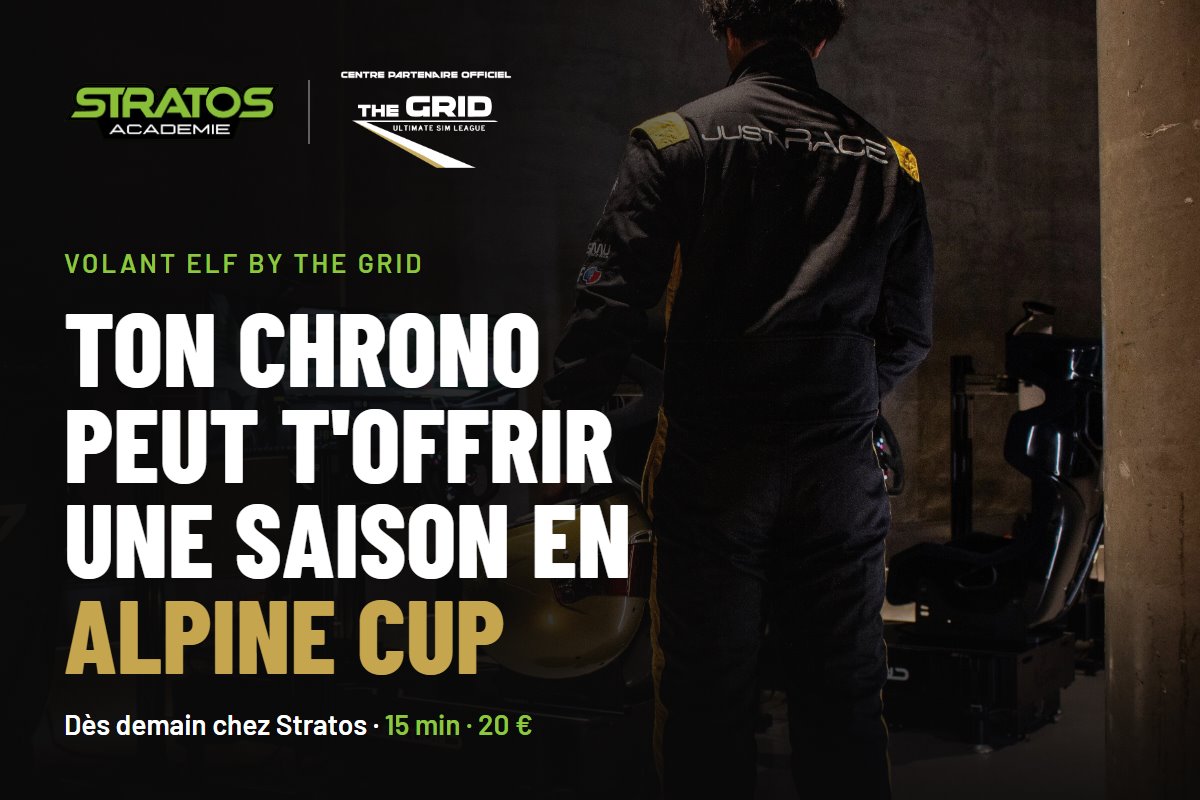 STRATOS
ACADEMIE
CENTRE PARTENAIRE OFFICIEL
THE GRID
ULTIMATE SIM LEAGUE
JUST RACE
VOLANT ELF BY THE GRID
TON CHRONO
PEUT T'OFFRIR
UNE SAISON EN
ALPINE CUP
Dès demain chez Stratos · 15 min · 20 €